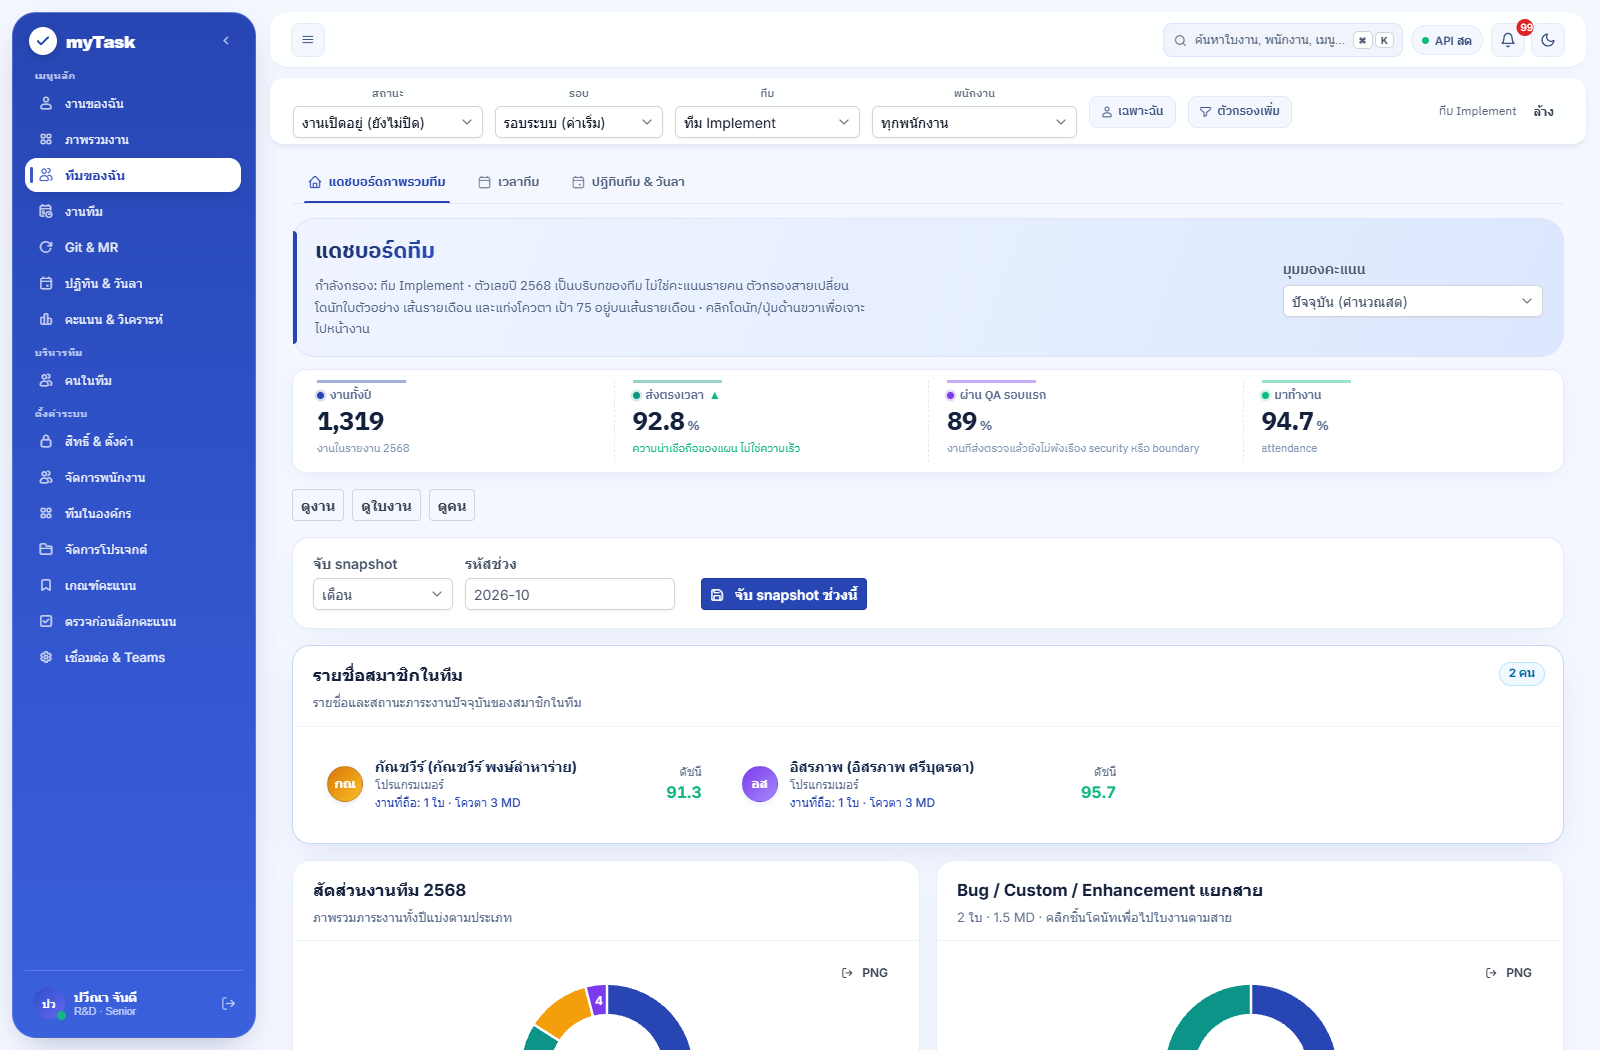 myTask
เมนูหลัก
งานของฉัน
ภาพรวมงาน
ทีมของฉัน
งานทีม
Git & MR
ปฏิทิน & วันลา
คะแนน & วิเคราะห์
บริหารทีม
คนในทีม
ตั้งค่าระบบ
สิทธิ์ & ตั้งค่า
จัดการพนักงาน
ทีมในองค์กร
จัดการโปรเจกต์
เกณฑ์คะแนน
ตรวจก่อนล็อกคะแนน
เชื่อมต่อ & Teams
ปว
ปวีณา จันดี
R&D · Senior
ค้นหาใบงาน, พนักงาน, เมนู... ⌘ K
API สด
99
สถานะ
งานเปิดอยู่ (ยังไม่ปิด)
รอบ
รอบระบบ (ค่าเริ่ม)
ทีม
ทีม Implement
พนักงาน
ทุกพนักงาน
เฉพาะฉัน
ตัวกรองเพิ่ม
ทีม Implement
ล้าง
แดชบอร์ดภาพรวมทีม
เวลาทีม
ปฏิทินทีม & วันลา
แดชบอร์ดทีม
กำลังกรอง: ทีม Implement · ตัวเลขปี 2568 เป็นบริบทของทีม ไม่ใช่คะแนนรายคน ตัวกรองสายเปลี่ยน
โดนัทใบตัวอย่าง เส้นรายเดือน และแท่งโควตา เป้า 75 อยู่บนเส้นรายเดือน · คลิกโดนัท/ปุ่มด้านขวาเพื่อเจาะ
ไปหน้างาน
มุมมองคะแนน
ปัจจุบัน (คำนวณสด)
งานทั้งปี
1,319
งานในรายงาน 2568
ส่งตรงเวลา ▲
92.8 %
ความน่าเชื่อถือของแผน ไม่ใช่ความเร็ว
ผ่าน QA รอบแรก
89 %
งานที่ส่งตรวจแล้วยังไม่พังเรื่อง security หรือ boundary
มาทำงาน
94.7 %
attendance
ดูงาน
ดูใบงาน
ดูคน
จับ snapshot
เดือน
รหัสช่วง
2026-10
จับ snapshot ช่วงนี้
รายชื่อสมาชิกในทีม
รายชื่อและสถานะภาระงานปัจจุบันของสมาชิกในทีม
2 คน
กณ
กัณชวีร์ (กัณชวีร์ พงษ์ลำหาร่าย)
โปรแกรมเมอร์
งานที่ถือ: 1 ใบ · โควตา 3 MD
ดัชนี
91.3
อส
อิสรภาพ (อิสรภาพ ศรีบุตรดา)
โปรแกรมเมอร์
งานที่ถือ: 1 ใบ · โควตา 3 MD
ดัชนี
95.7
สัดส่วนงานทีม 2568
ภาพรวมภาระงานทั้งปีแบ่งตามประเภท
PNG
4
Bug / Custom / Enhancement แยกสาย
2 ใบ · 1.5 MD · คลิกชิ้นโดนัทเพื่อไปใบงานตามสาย
PNG